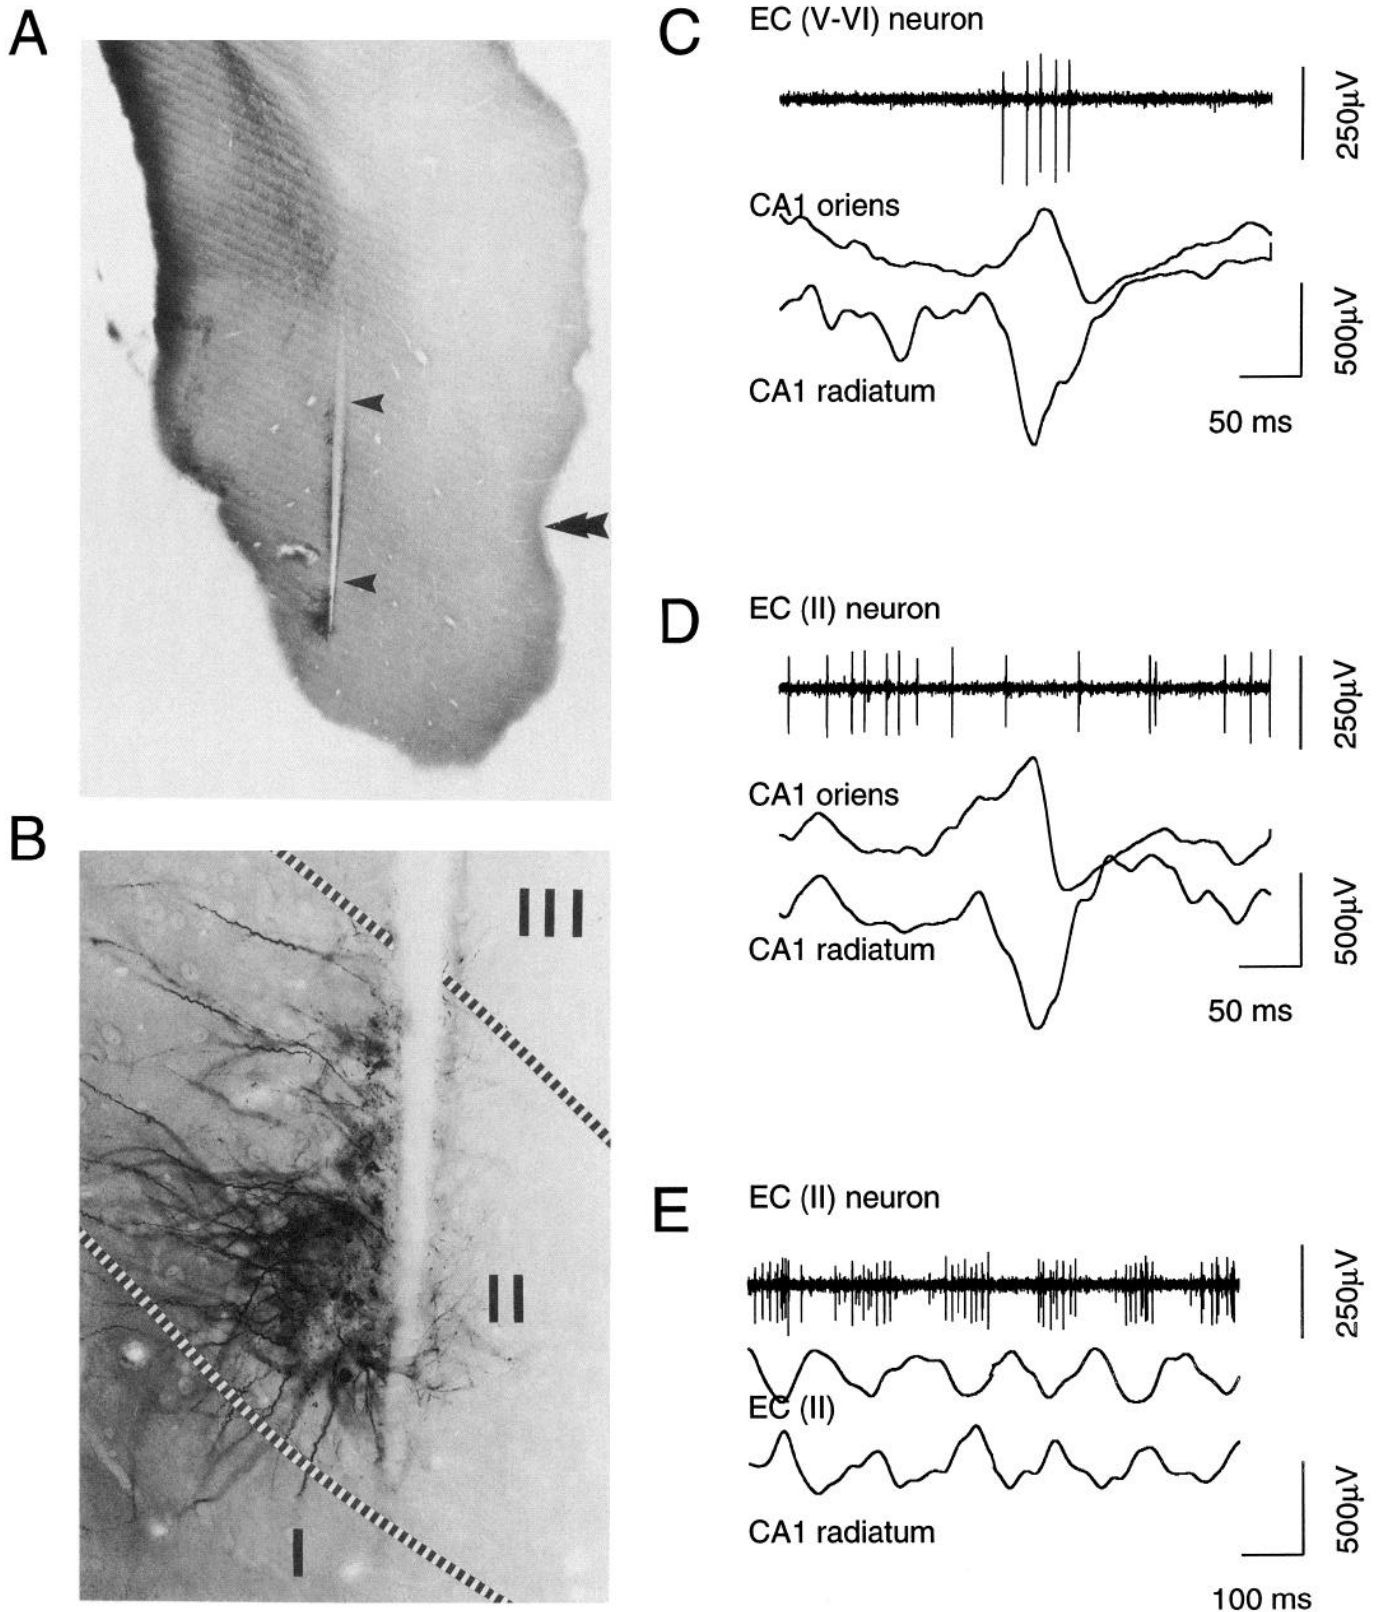 A
B
III
II
I
C
EC (V-VI) neuron
250µV
CA1 oriens
500µV
CA1 radiatum
50 ms
D
EC (II) neuron
250µV
CA1 oriens
500µV
CA1 radiatum
50 ms
E
EC (II) neuron
250µV
EC (II)
500µV
CA1 radiatum
100 ms